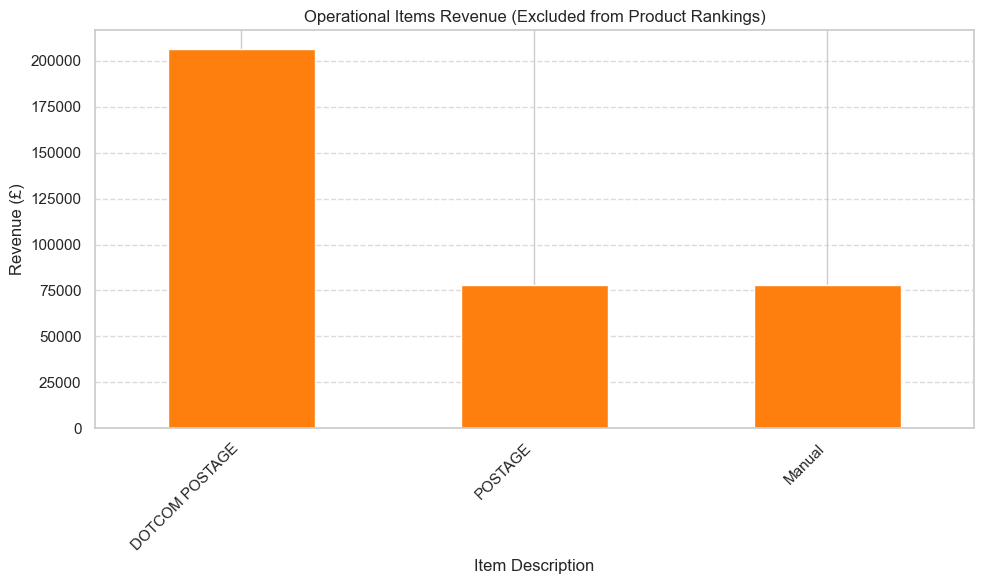 Operational Items Revenue (Excluded from Product Rankings)
Revenue (£)
200000
175000
150000
125000
100000
75000
50000
25000
0
DOTCOM POSTAGE
POSTAGE
Manual
Item Description